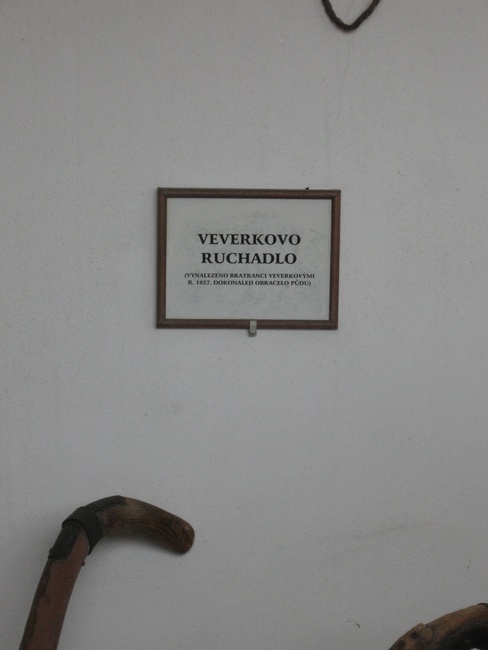 VEVERKOVO
RUCHADLO
(VYNALEZENO BRATRANCI VEVERKOVÝMI
R. 1827, DOKONALEJI OBRACELO PŮDU)